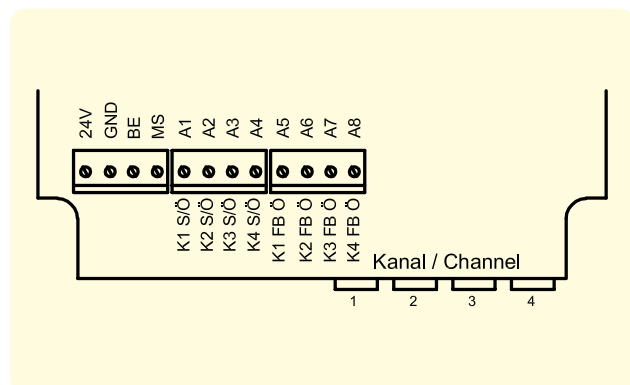 24V GND BE MS A1 A2 A3 A4 A5 A6 A7 A8
K1 S/Ö K2 S/Ö K3 S/Ö K4 S/Ö K1 FB Ö K2 FB Ö K3 FB Ö K4 FB Ö
Kanal / Channel
1 2 3 4